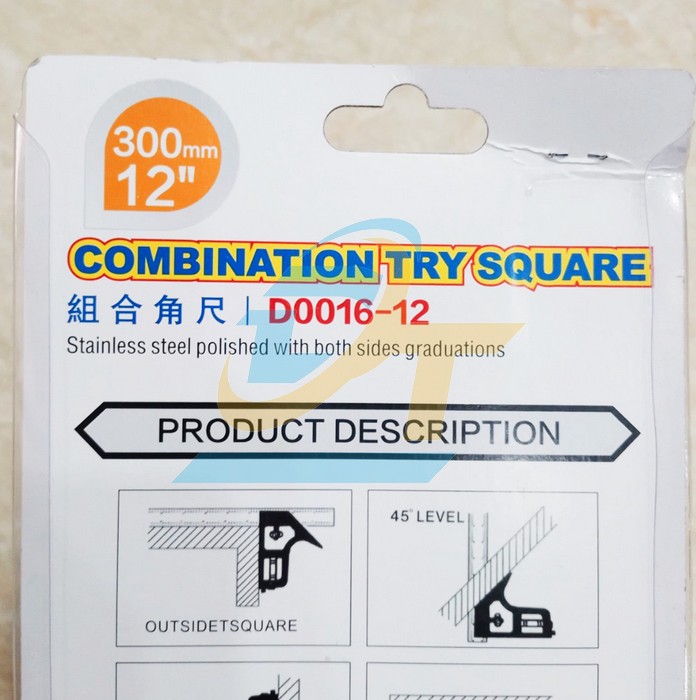 300mm
12"
COMBINATION TRY SQUARE
組合角尺 | D0016-12
Stainless steel polished with both sides graduations
PRODUCT DESCRIPTION
OUTSIDETSQUARE
45° LEVEL